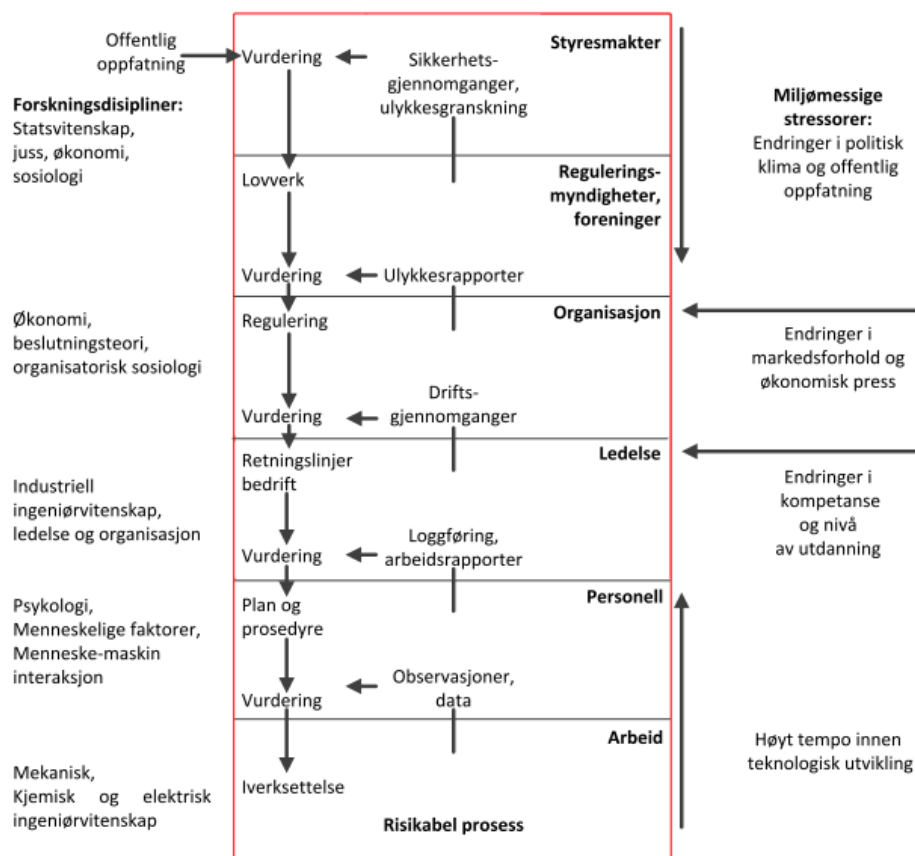 Offentlig
oppfatning
Forskningsdisipliner:
Statsvitenskap,
juss, økonomi,
sosiologi
Økonomi,
beslutningsteori,
organisatorisk sosiologi
Industriell
ingeniørvitenskap,
ledelse og organisasjon
Psykologi,
Menneskelige faktorer,
Menneske-maskin
interaksjon
Mekanisk,
Kjemisk og elektrisk
ingeniørvitenskap
Styresmakter
Vurdering
Sikkerhets-
gjennomganger,
ulykkesgranskning
Regulerings-
myndigheter,
foreninger
Lovverk
Vurdering
Ulykkesrapporter
Organisasjon
Regulering
Drifts-
gjennomganger
Vurdering
Ledelse
Retningslinjer
bedrift
Loggføring,
arbeidsrapporter
Vurdering
Personell
Plan og
prosedyre
Observasjoner,
data
Vurdering
Arbeid
Iverksettelse
Risikabel prosess
Miljømessige
stressorer:
Endringer i politisk
klima og offentlig
oppfatning
Endringer i
markedsforhold og
økonomisk press
Endringer i
kompetanse
og nivå
av utdanning
Høyt tempo innen
teknologisk utvikling